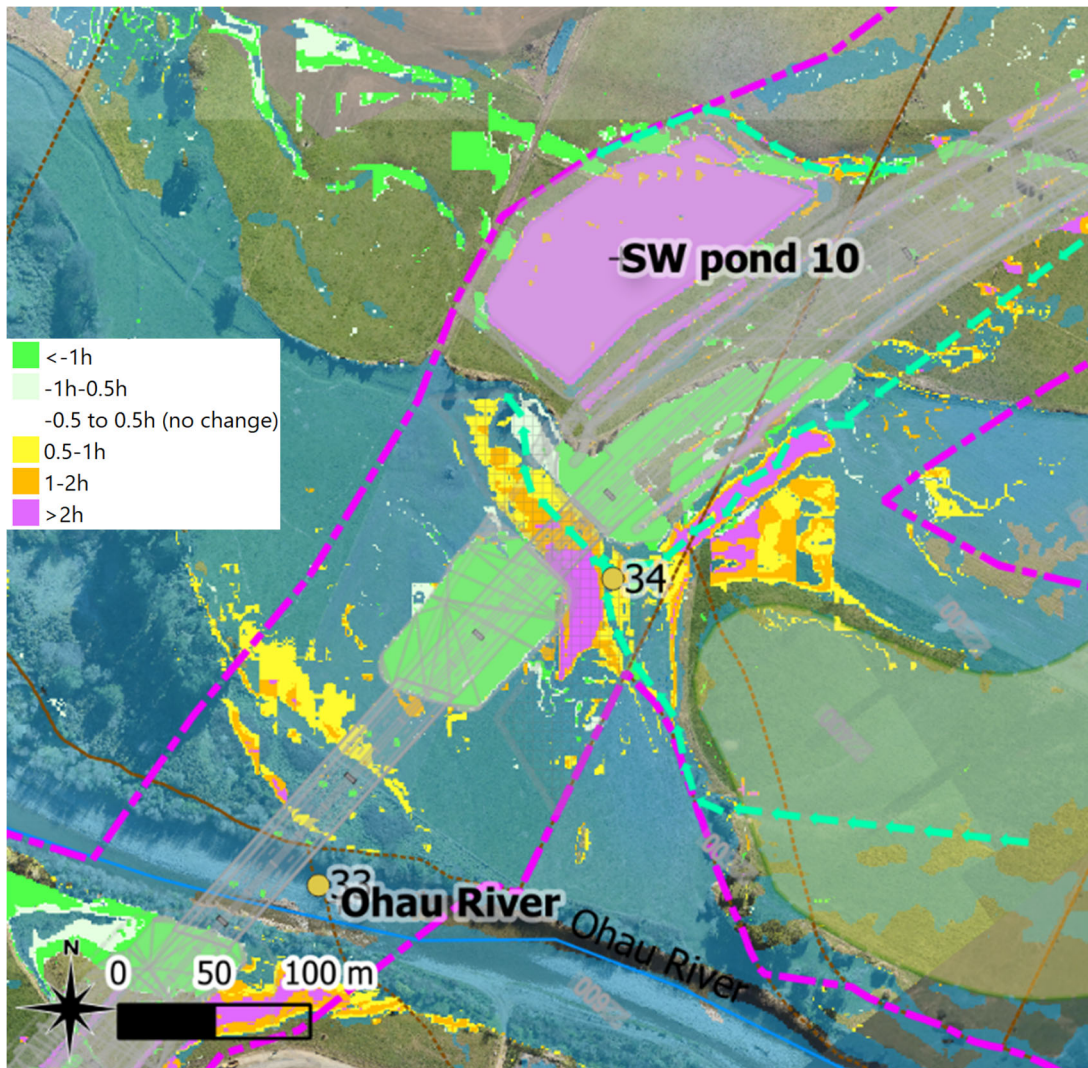 -SW pond 10
<-1h
-1h-0.5h
-0.5 to 0.5h (no change)
0.5-1h
1-2h
>2h
34
33
Ohau River
Ohau River
N
0 50 100 m